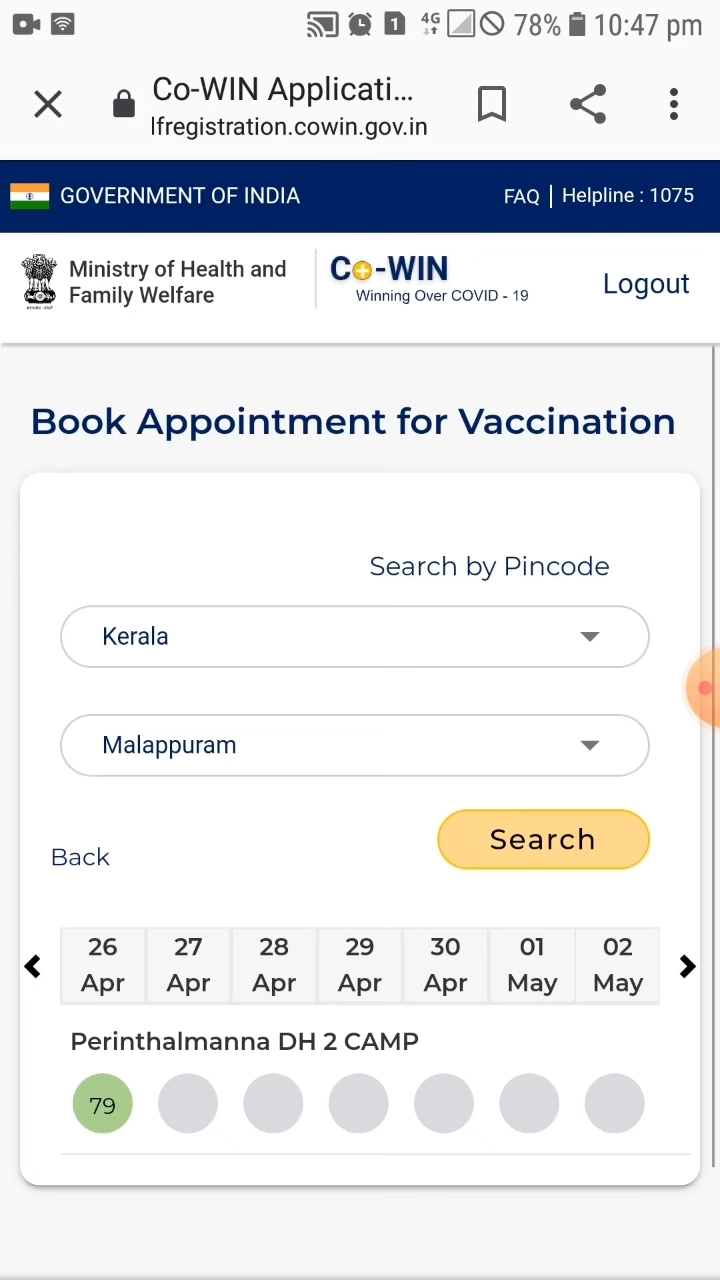 1 4G 78% 10:47 pm
Co-WIN Applicati...
lfregistration.cowin.gov.in
GOVERNMENT OF INDIA FAQ | Helpline : 1075
Ministry of Health and
Family Welfare
Co-WIN
Winning Over COVID - 19
Logout
Book Appointment for Vaccination
Search by Pincode
Kerala
Malappuram
Search
Back
26 27 28 29 30 01 02
Apr Apr Apr Apr Apr May May
Perinthalmanna DH 2 CAMP
79